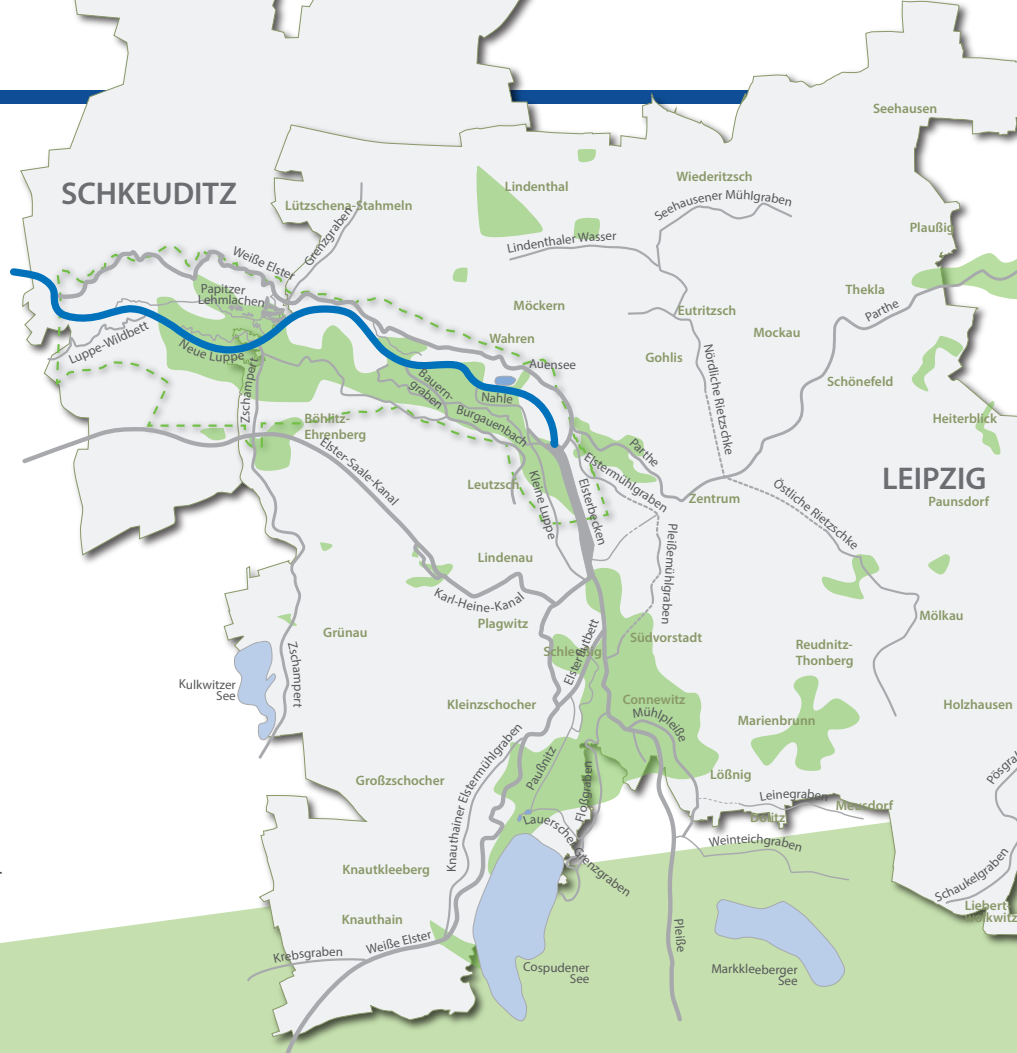 Seehausen
SCHKEUDITZ
Lindenthal
Wiederitzsch
Lützschena-Stahmeln
Seehausener Mühlgraben
Grenzgraben
Plaußig
Lindenthaler Wasser
Weiße Elster
Papitzer
Lehmlachen
Thekla
Parthe
Möckern
Eutritzsch
Mockau
Luppe-Wildbett
Neue Luppe
Wahren
Gohlis
Nördliche Rietzschke
Auensee
Zschampert
Bauern-
graben
Nahle
Schönefeld
Burgauenbach
Böhlitz-
Ehrenberg
Heiterblick
Elster-Saale-Kanal
Parthe
LEIPZIG
Leutzsch
Kleine Luppe
Elsterbecken
Elstermühlgraben
Zentrum
Östliche Rietzschke
Paunsdorf
Pleißemühlgraben
Lindenau
Karl-Heine-Kanal
Plagwitz
Grünau
Mölkau
Südvorstadt
Schleußig
Elsterflutbett
Reudnitz-
Thonberg
Zschampert
Kulkwitzer
See
Kleinzschocher
Connewitz
Mühlpleiße
Marienbrunn
Holzhausen
Knauthainer Elstermühlgraben
Paußnitz
Floßgraben
Großzschocher
Lößnig
Pösgra
Leinegraben
Meusdorf
Dölitz
Lauerscher Grenzgraben
Weinteichgraben
Knautkleeberg
Schaukelgraben
Liebert-
wolkwitz
Knauthain
Pleiße
Weiße Elster
Krebsgraben
Cospudener
See
Markkleeberger
See